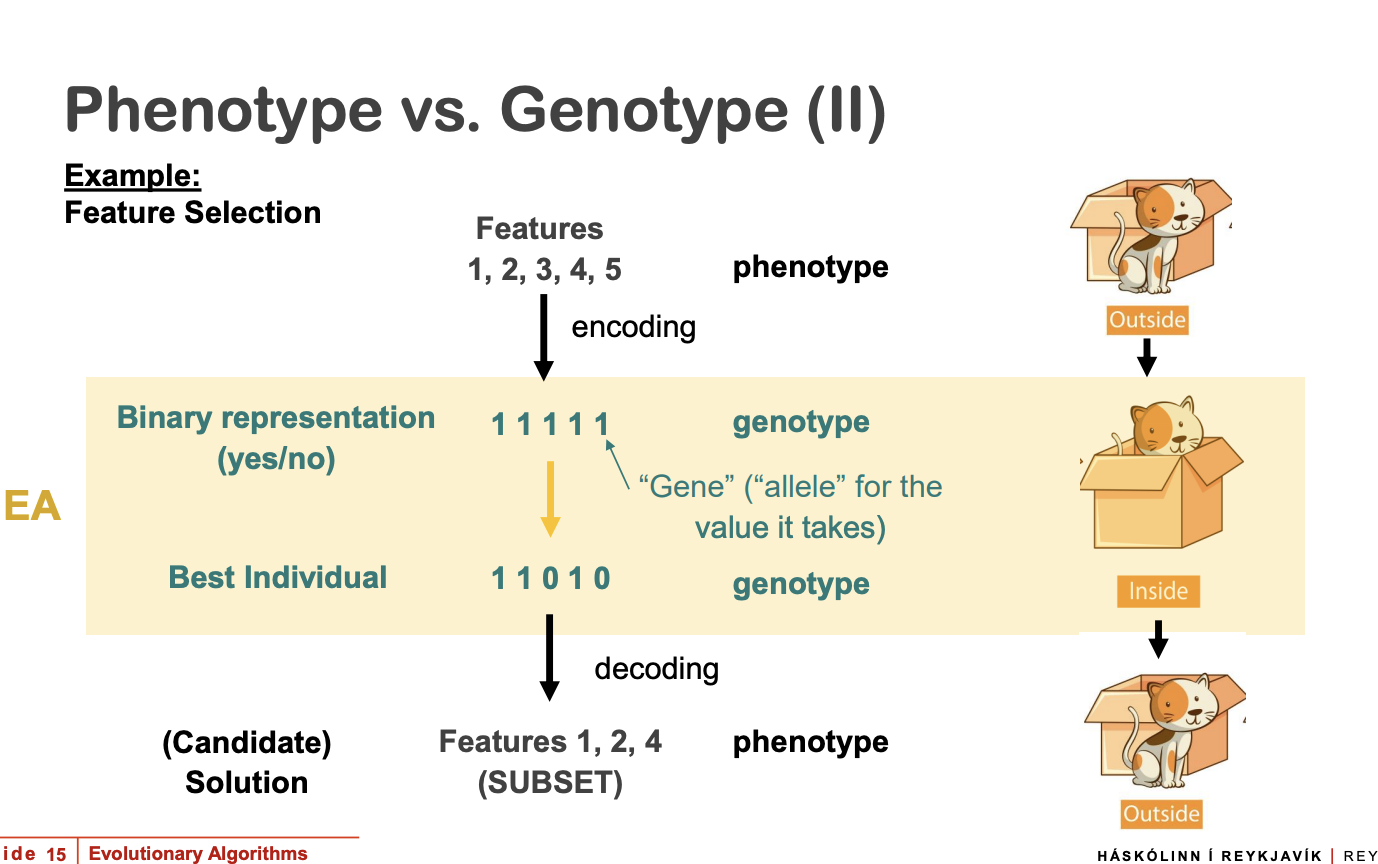 Phenotype vs. Genotype (II)
Example:
Feature Selection
Features
1, 2, 3, 4, 5
phenotype
encoding
Outside
Binary representation
(yes/no)
1 1 1 1 1
genotype
“Gene” (“allele” for the
value it takes)
EA
Best Individual
1 1 0 1 0
genotype
Inside
decoding
(Candidate)
Solution
Features 1, 2, 4
(SUBSET)
phenotype
Outside
ide 15
Evolutionary Algorithms
HÁSKÓLINN Í REYKJAVÍK | REY